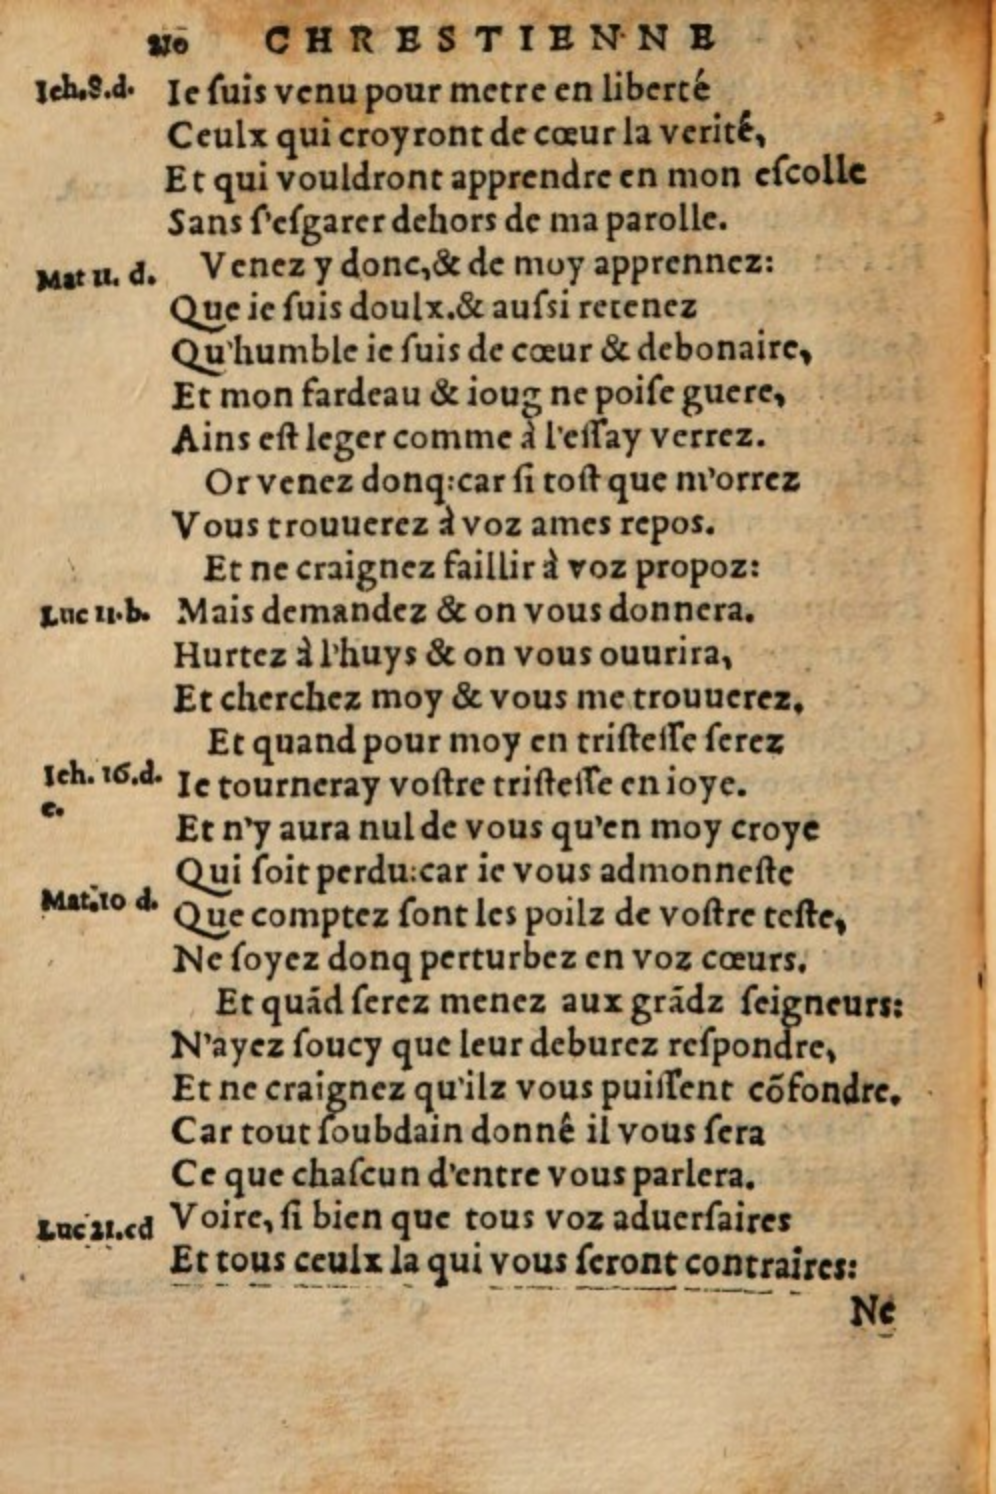 210 CHRESTIENNE
Ieh.8.d. Ie ſuis venu pour metre en liberté
Ceulx qui croyront de cœur la verité,
Et qui vouldront apprendre en mon eſcolle
Sans ſ'eſgarer dehors de ma parolle.
Mat 11. d. Venez y donc,& de moy apprennez:
Que ie ſuis doulx.& auſsi retenez
Qu'humble ie ſuis de cœur & debonaire,
Et mon fardeau & ioug ne poiſe guere,
Ains eſt leger comme à l'eſſay verrez.
Or venez donq:car ſi toſt que m'orrez
Vous trouuerez à voz ames repos.
Et ne craignez faillir à voz propoz:
Luc 11.b. Mais demandez & on vous donnera.
Hurtez à l'huys & on vous ouurira,
Et cherchez moy & vous me trouuerez,
Et quand pour moy en triſteſſe ſerez
Ieh. 16.d. Ie tourneray voſtre triſteſſe en ioye.
e. Et n'y aura nul de vous qu'en moy croye
Qui ſoit perdu:car ie vous admonneſte
Mat.10 d. Que comptez ſont les poilz de voſtre teſte,
Ne ſoyez donq perturbez en voz cœurs.
Et quãd ſerez menez aux grãdz ſeigneurs:
N'ayez ſoucy que leur deburez reſpondre,
Et ne craignez qu'ilz vous puiſſent cõfondre.
Car tout ſoubdain donné il vous ſera
Ce que chaſcun d'entre vous parlera.
Luc 21.cd Voire, ſi bien que tous voz aduerſaires
Et tous ceulx la qui vous ſeront contraires:
Ne